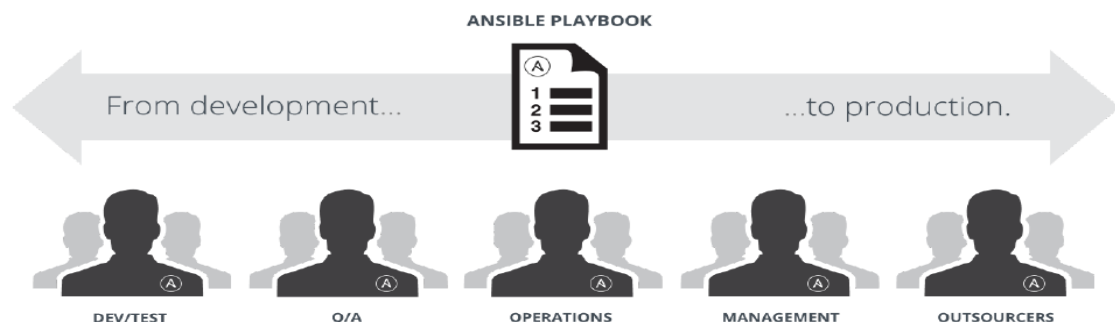 ANSIBLE PLAYBOOK
A
From development...
1
2
3
...to production.
A
A
A
A
A
DEV/TEST
Q/A
OPERATIONS
MANAGEMENT
OUTSOURCERS